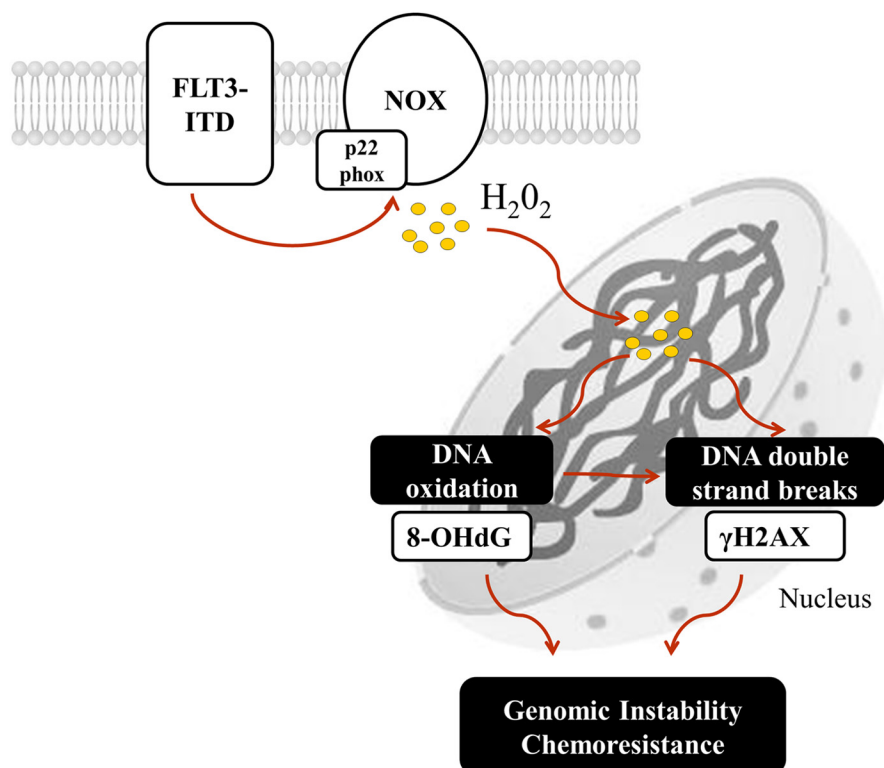 FLT3-
ITD
NOX
p22
phox
H₂0₂
DNA
oxidation
DNA double
strand breaks
8-OHdG
γH2AX
Nucleus
Genomic Instability
Chemoresistance